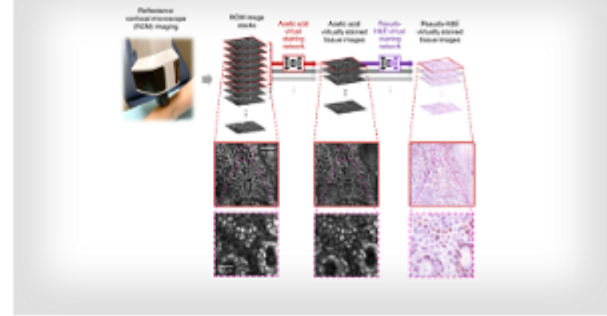 Reflectance
confocal microscope
(RCM) imaging
RCM image
stacks
Acetic acid
virtual
staining
network
Acetic acid
virtually stained
tissue images
Pseudo-
H&E virtual
staining
network
Pseudo-H&E
virtually stained
tissue images